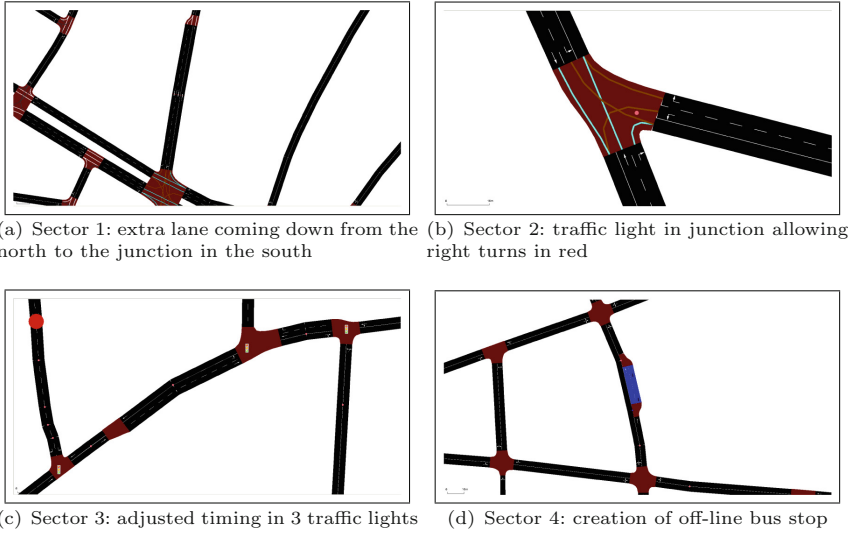 (a) Sector 1: extra lane coming down from the north to the junction in the south
(b) Sector 2: traffic light in junction allowing right turns in red
(c) Sector 3: adjusted timing in 3 traffic lights
(d) Sector 4: creation of off-line bus stop